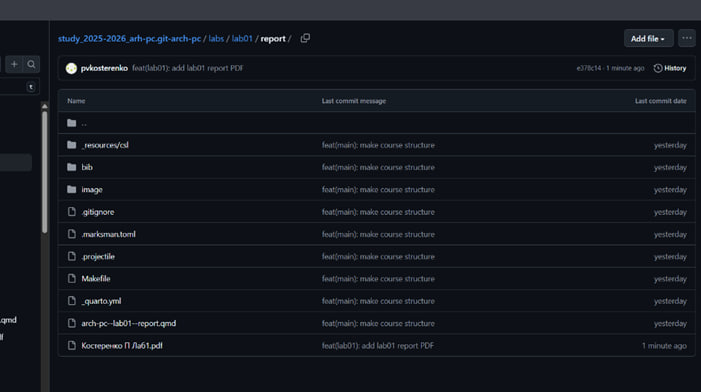 study_2025-2026_arh-pc.git-arch-pc / labs / lab01 / report /
Add file
pvkosterenko feat(lab01): add lab01 report PDF
e378c14 · 1 minute ago
History
t
Name Last commit message Last commit date
..
_resources/csl feat(main): make course structure yesterday
bib feat(main): make course structure yesterday
image feat(main): make course structure yesterday
.gitignore feat(main): make course structure yesterday
.marksman.toml feat(main): make course structure yesterday
.projectile feat(main): make course structure yesterday
Makefile feat(main): make course structure yesterday
_quarto.yml feat(main): make course structure yesterday
.qmd
arch-pc--lab01--report.qmd feat(main): make course structure yesterday
Костеренко П Лаб1.pdf feat(lab01): add lab01 report PDF 1 minute ago